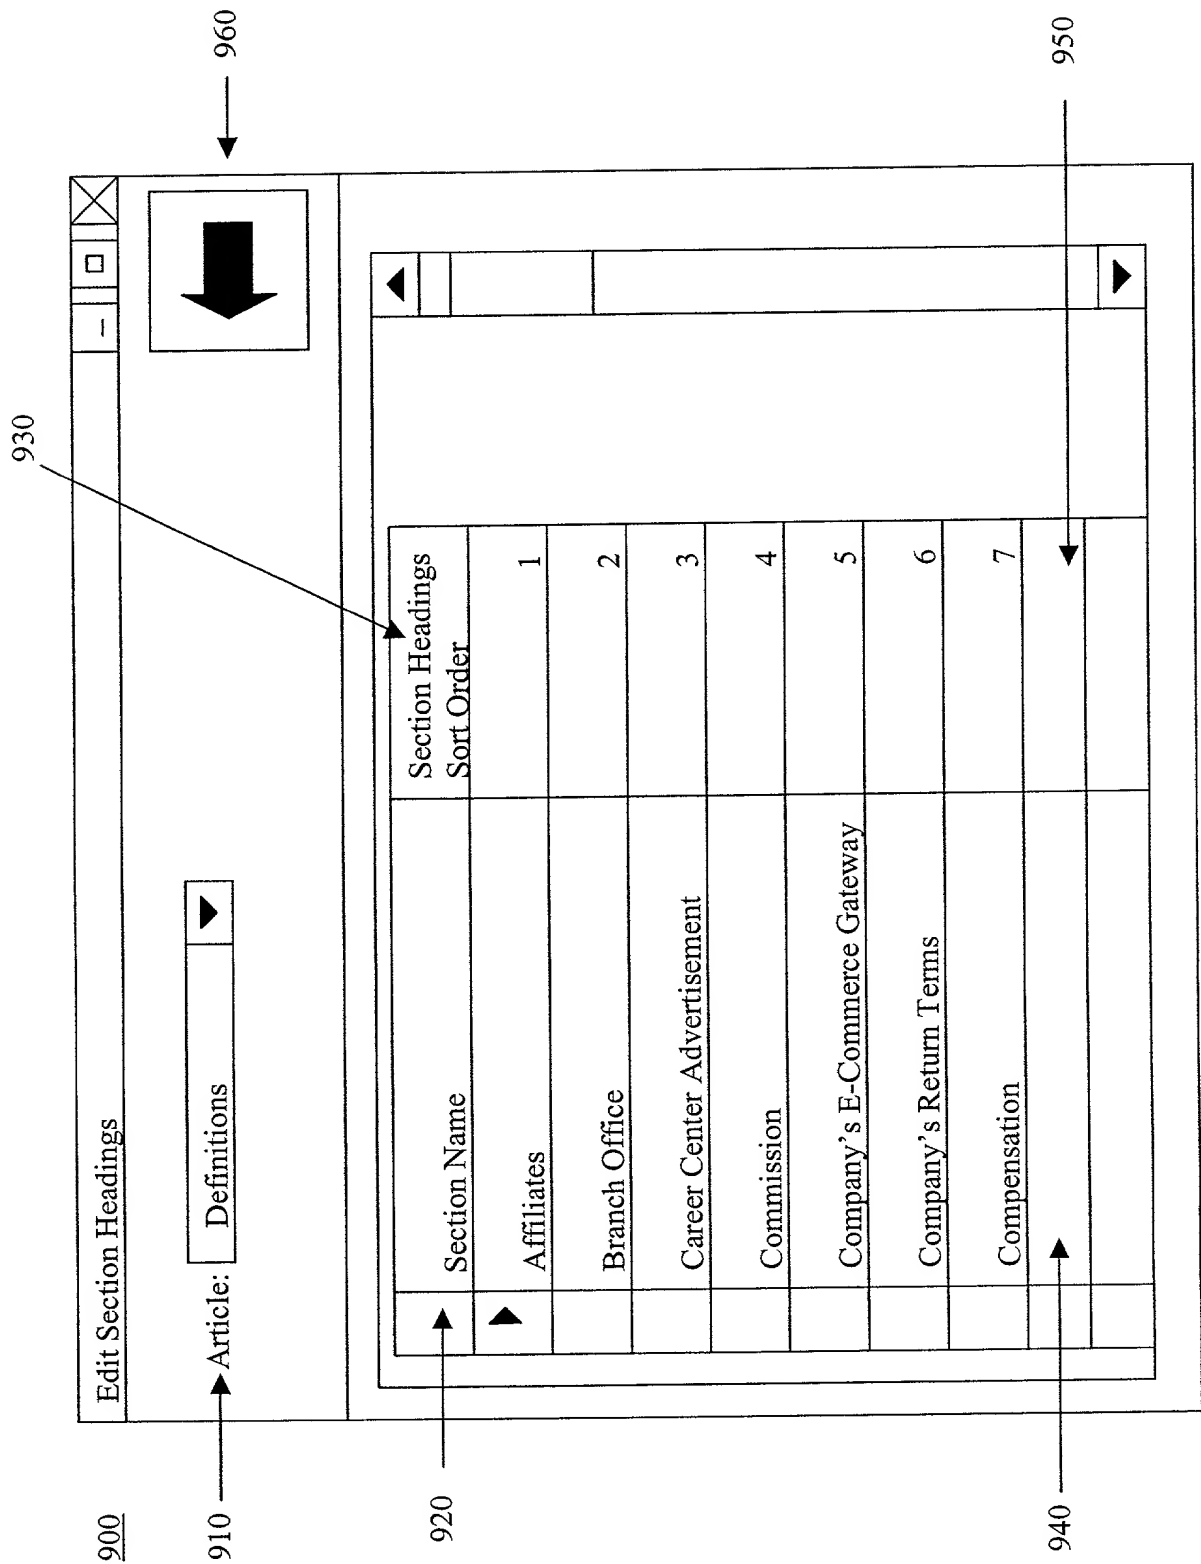 900
Edit Section Headings
910
Article: Definitions
960
930
920
Section Name
Section Headings
Sort Order
Affiliates 1
Branch Office 2
Career Center Advertisement 3
Commission 4
Company's E-Commerce Gateway 5
Company's Return Terms 6
Compensation 7
940
950